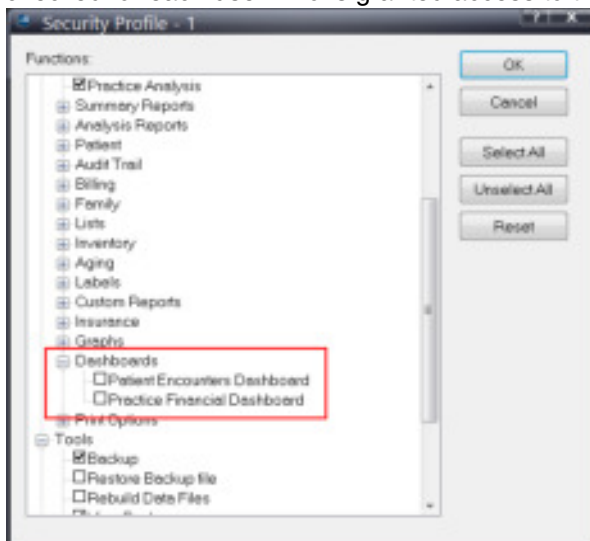 Security Profile - 1
Functions:
Practice Analysis
Summary Reports
Analysis Reports
Patient
Audit Trail
Billing
Family
Lists
Inventory
Aging
Labels
Custom Reports
Insurance
Graphs
Dashboards
Patient Encounters Dashboard
Practice Financial Dashboard
Print Options
Tools
Backup
Restore Backup file
Rebuild Data Files
OK
Cancel
Select All
Unselect All
Reset